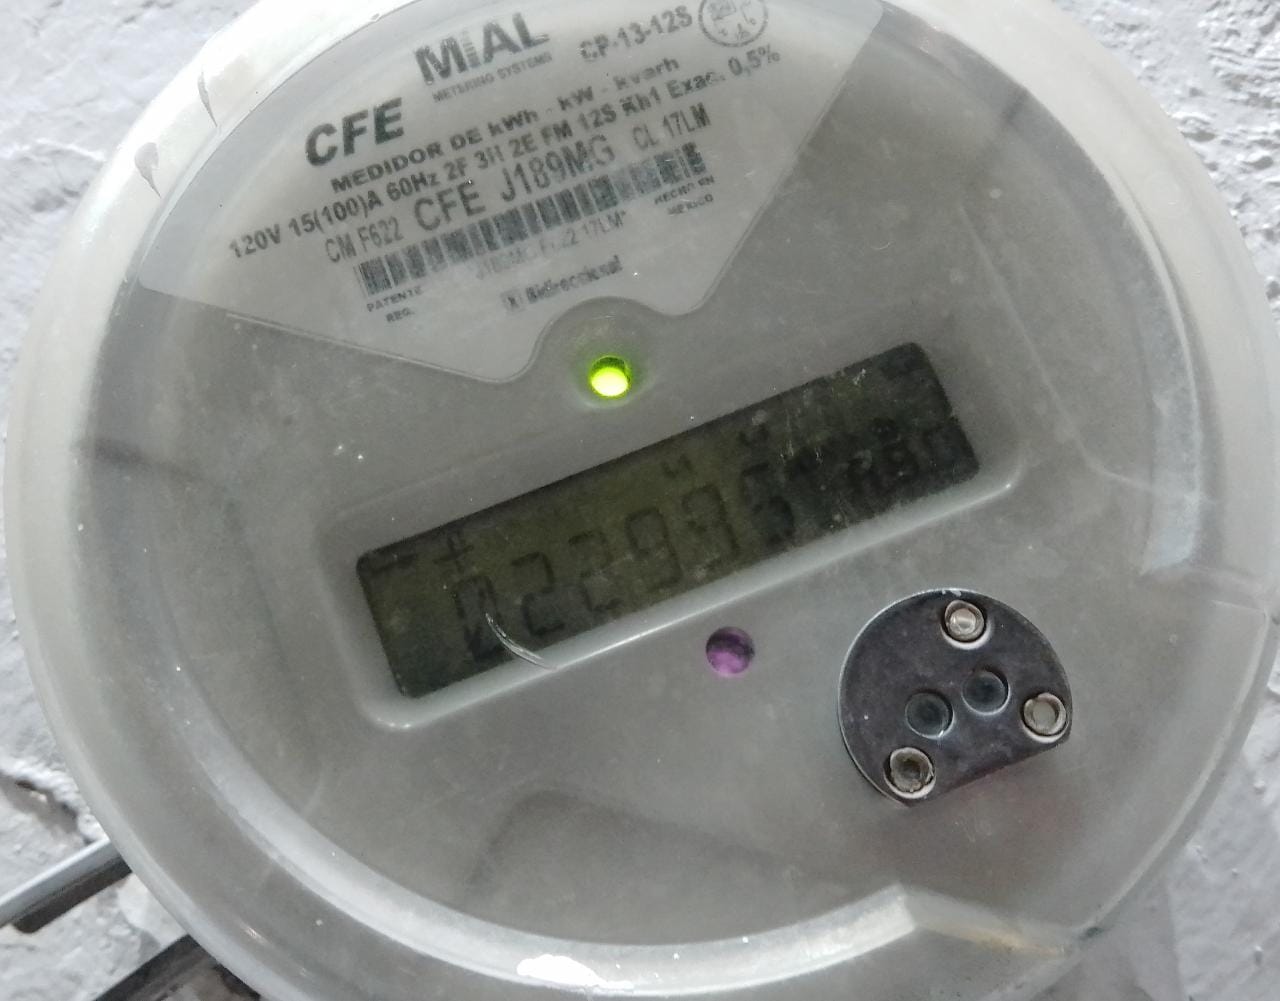 MIAL
METERING SYSTEMS
CP-13-12S
CFE
MEDIDOR DE kWh - kW - kvarh
120V 15(100)A 60Hz 2F 3H 2E FM 12S Kh1 Exac. 0,5%
CM F622 CFE J189MG CL 17LM
PATENTE
REG.
HECHO EN
MEXICO
Bidireccional